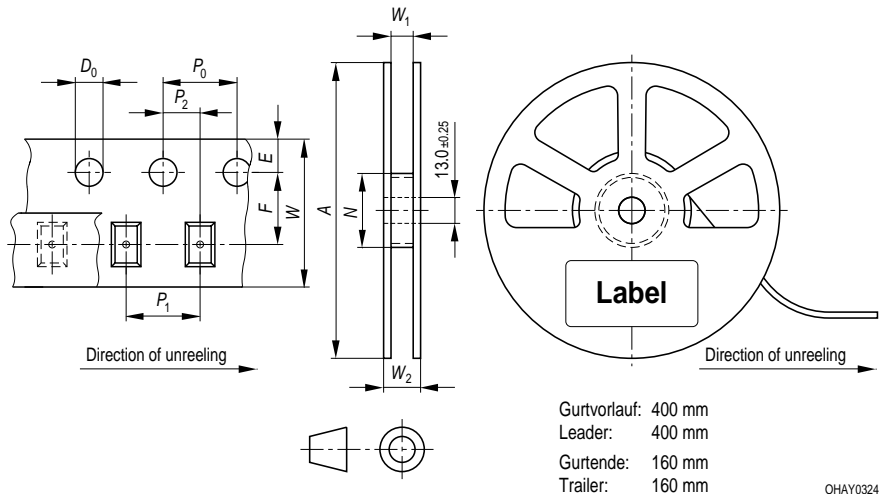 W1
D0
P0
P2
E
13.0±0.25
F
W
A
N
P1
Label
Direction of unreeling
W2
Direction of unreeling
Gurtvorlauf: 400 mm
Leader: 400 mm
Gurtende: 160 mm
Trailer: 160 mm
OHAY0324